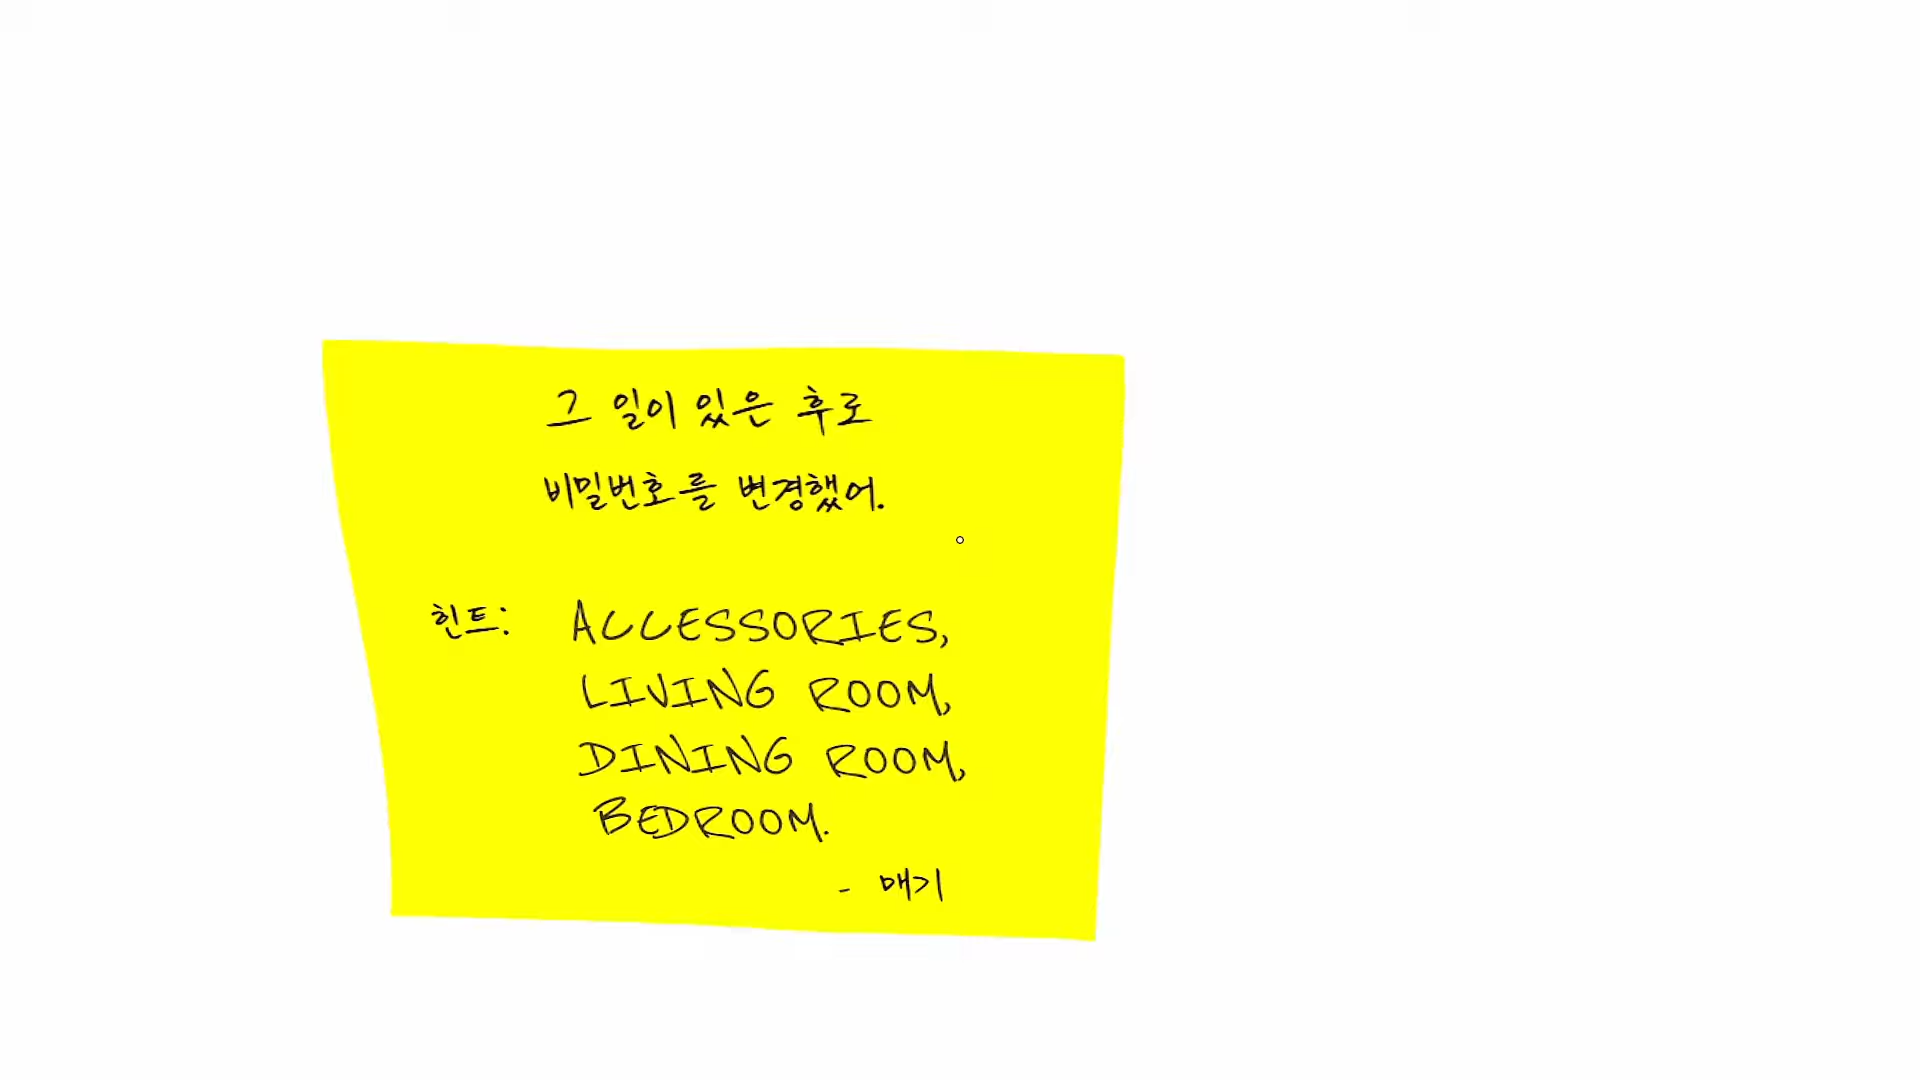 그 일이 있은 후로
비밀번호를 변경했어.
힌트: ACCESSORIES,
LIVING ROOM,
DINING ROOM,
BEDROOM.
- 매기